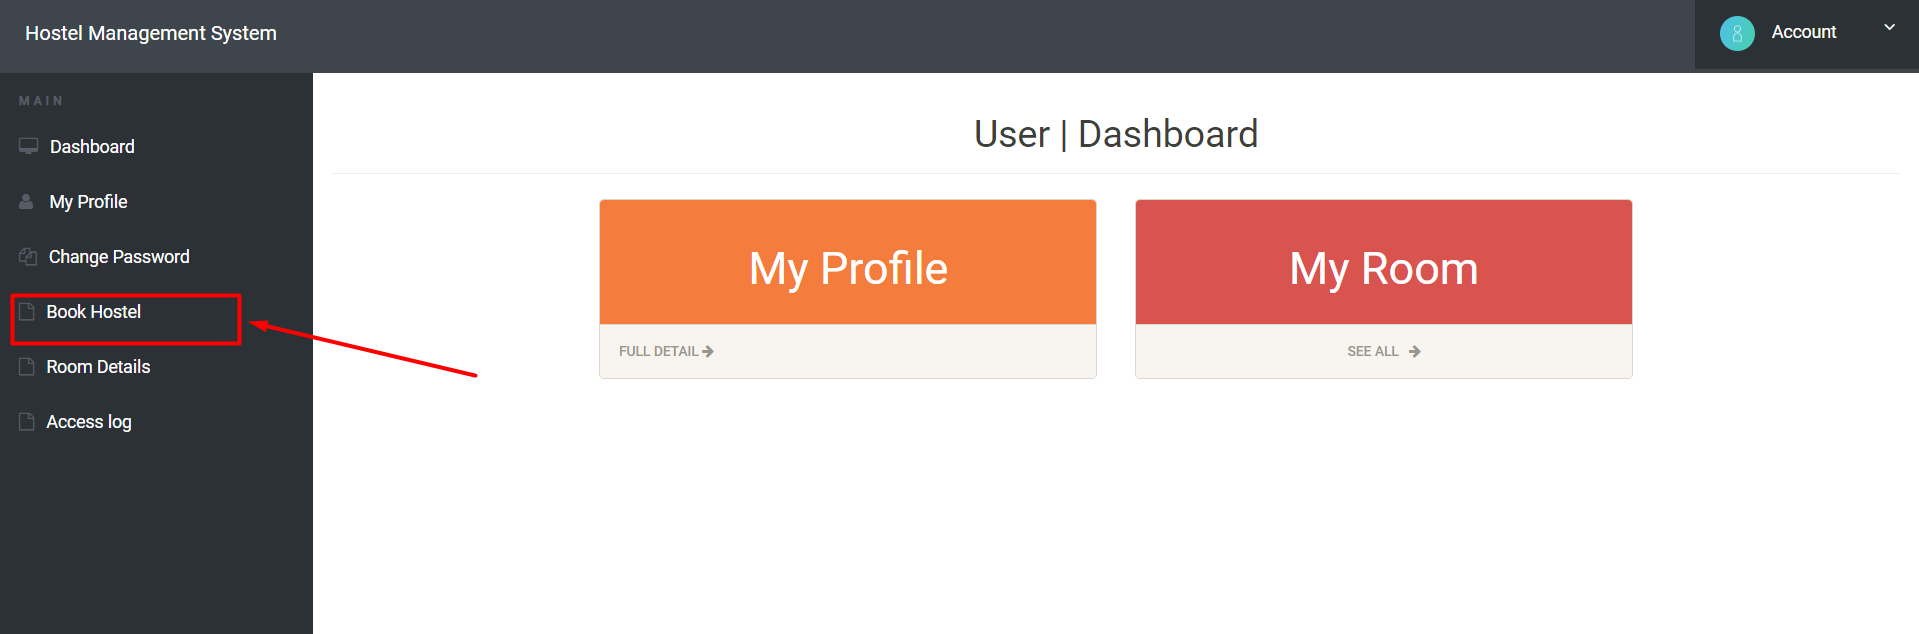 Hostel Management System
Account
MAIN
Dashboard
My Profile
Change Password
Book Hostel
Room Details
Access log
User | Dashboard
My Profile
FULL DETAIL
My Room
SEE ALL